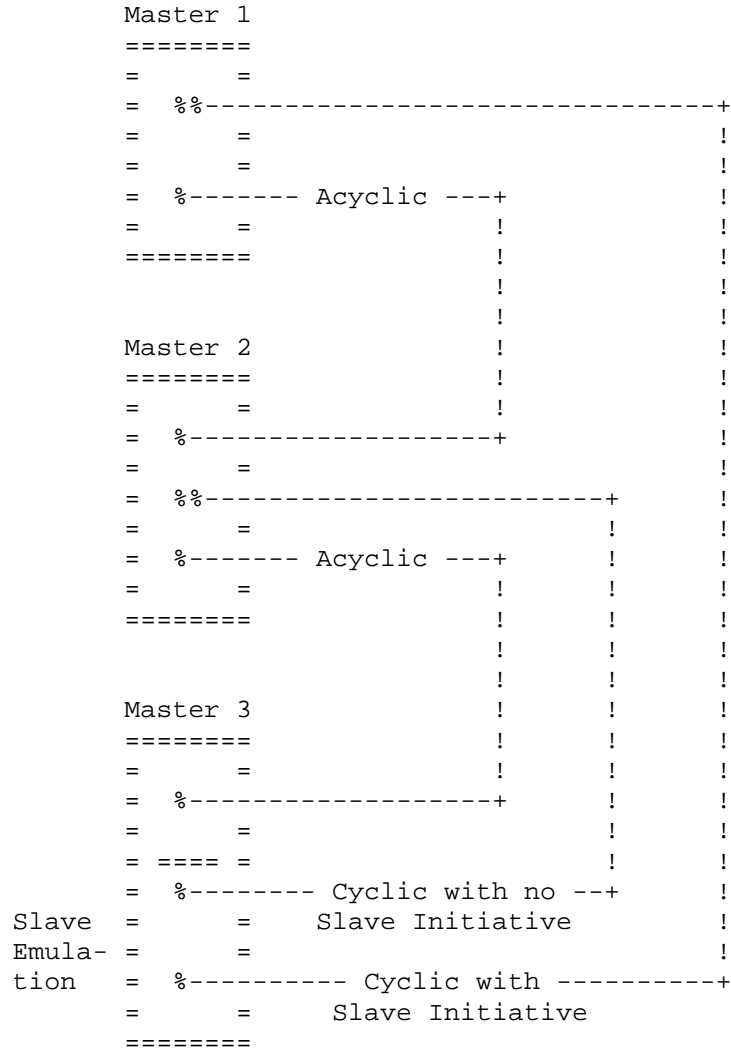 Master 1
========
=      =
=  %%--------------------------------+
=      =                              !
=      =                              !
=  %------- Acyclic ---+             !
=      =               !             !
========               !             !
!             !
!             !
Master 2               !             !
========               !             !
=      =               !             !
=  %-------------------+             !
=      =                             !
=  %%-------------------------+      !
=      =                      !      !
=  %------- Acyclic ---+      !      !
=      =               !      !      !
========               !      !      !
!      !      !
!      !      !
Master 3               !      !      !
========               !      !      !
=      =               !      !      !
=  %-------------------+      !      !
=      =                      !      !
= ==== =                      !      !
=  %-------- Cyclic with no --+      !
Slave  =      =    Slave Initiative         !
Emula- =      =                             !
tion   =  %---------- Cyclic with ----------+
=      =     Slave Initiative
========